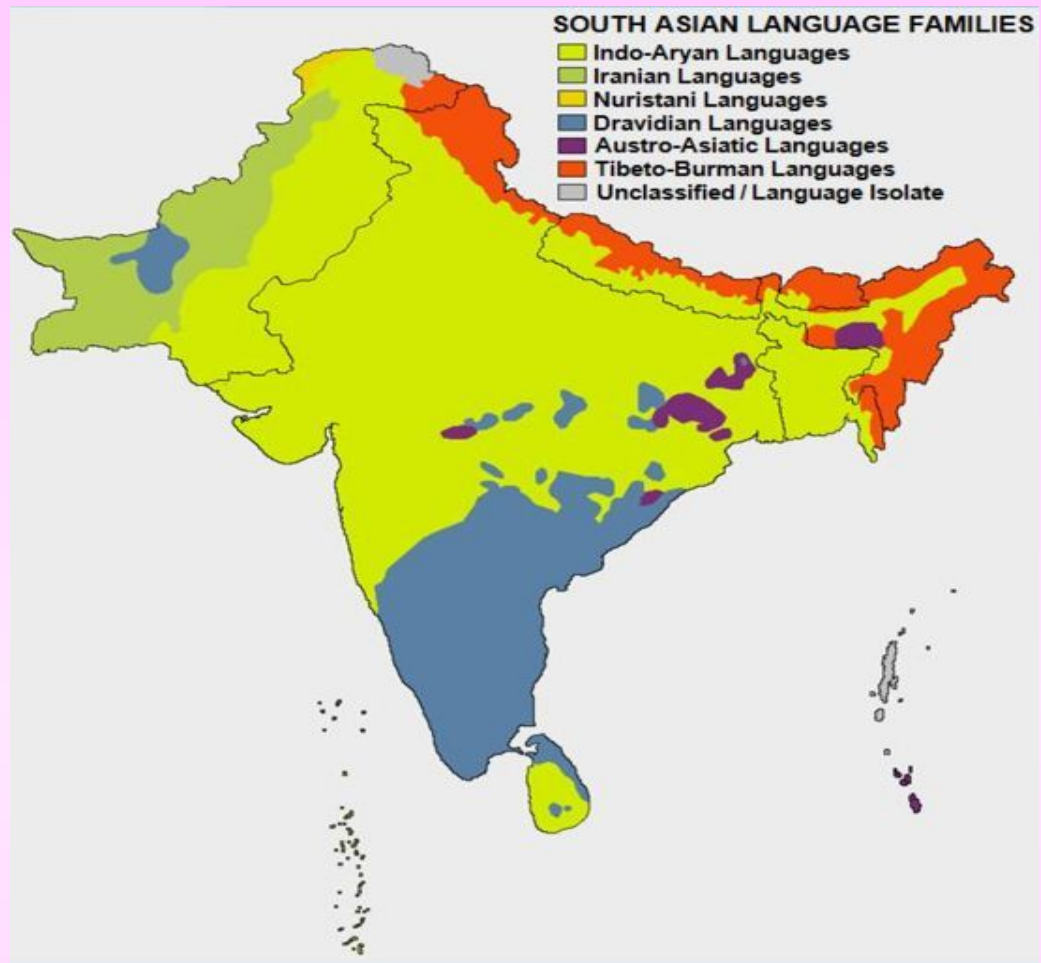 SOUTH ASIAN LANGUAGE FAMILIES
Indo-Aryan Languages
Iranian Languages
Nuristani Languages
Dravidian Languages
Austro-Asiatic Languages
Tibeto-Burman Languages
Unclassified / Language Isolate